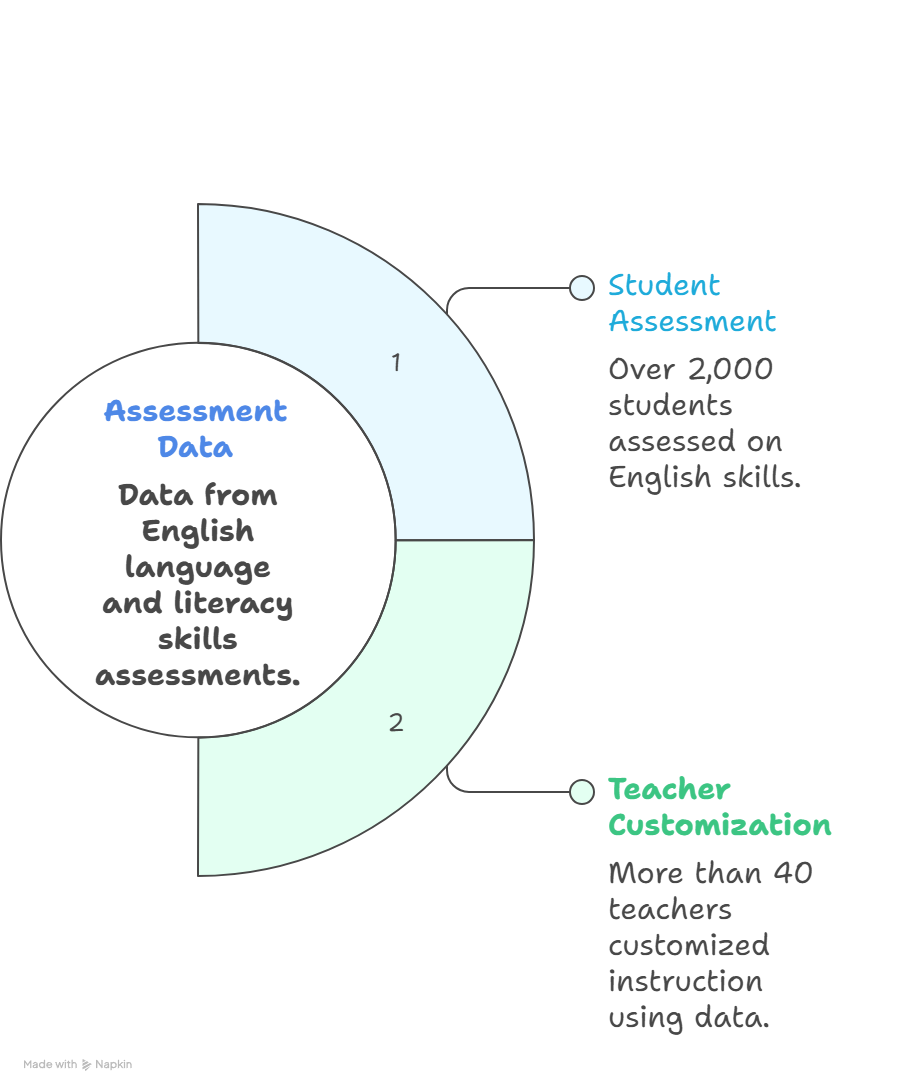 Student
Assessment
Over 2,000
students
assessed on
English skills.
1
Assessment
Data
Data from
English
language
and literacy
skills
assessments.
2
Teacher
Customization
More than 40
teachers
customized
instruction
using data.
Made with Napkin